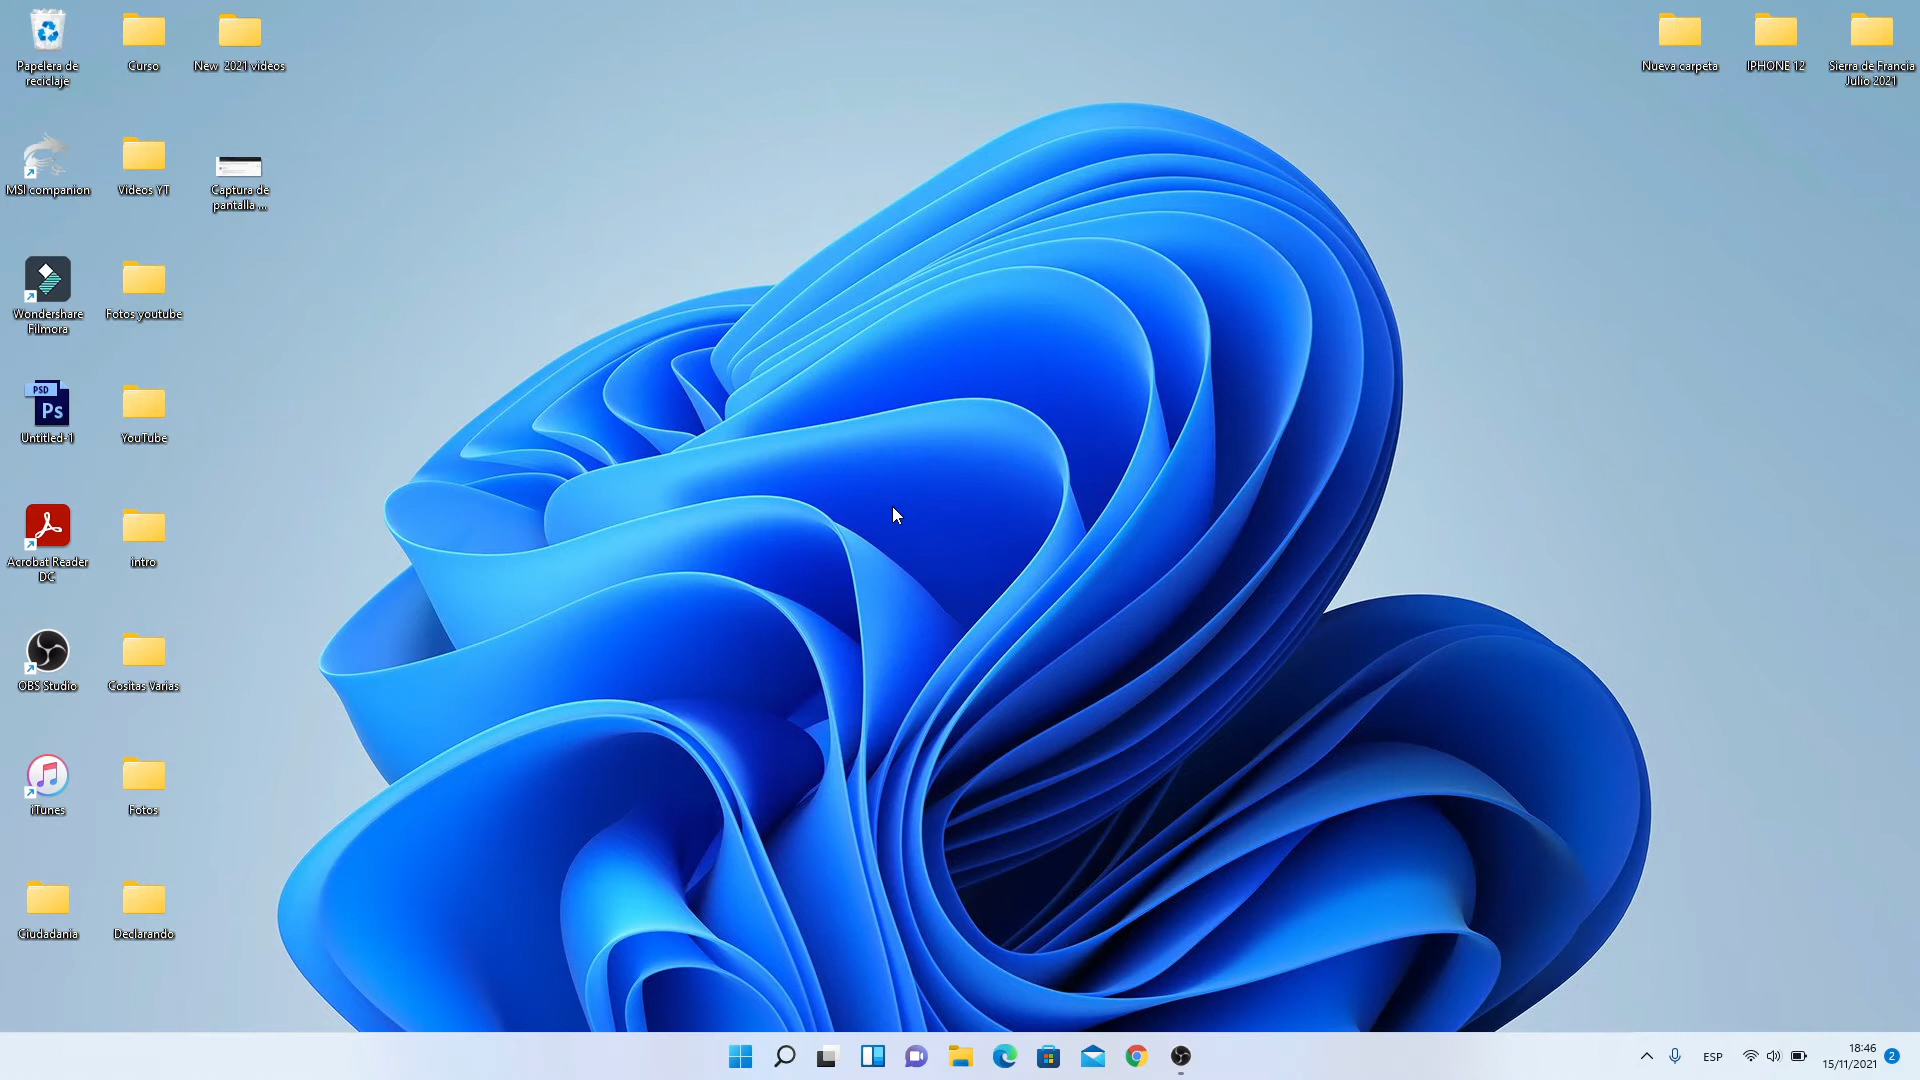 Papelera de
reciclaje
Curso
New 2021 videos
Nueva carpeta
IPHONE 12
Sierra de Francia
Julio 2021
MSI companion
Videos YT
Captura de
pantalla ...
Wondershare
Filmora
Fotos youtube
PSD
Ps
Untitled-1
YouTube
Acrobat Reader
DC
intro
OBS Studio
Cositas Varias
iTunes
Fotos
Ciudadania
Declarando
ESP
18:46
15/11/2021
2